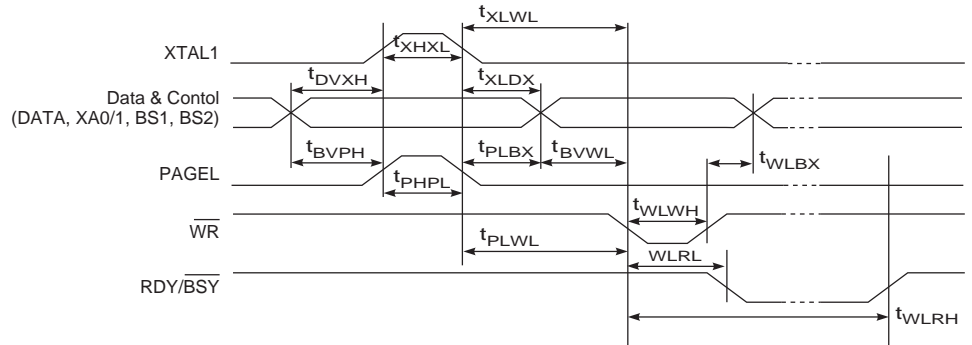 tXLWL
XTAL1
tXHXL
tDVXH
tXLDX
Data & Contol
(DATA, XA0/1, BS1, BS2)
tBVPH
tPLBX
tBVWL
tWLBX
PAGEL
tPHPL
WR
tWLWH
tPLWL
WLRL
RDY/BSY
tWLRH